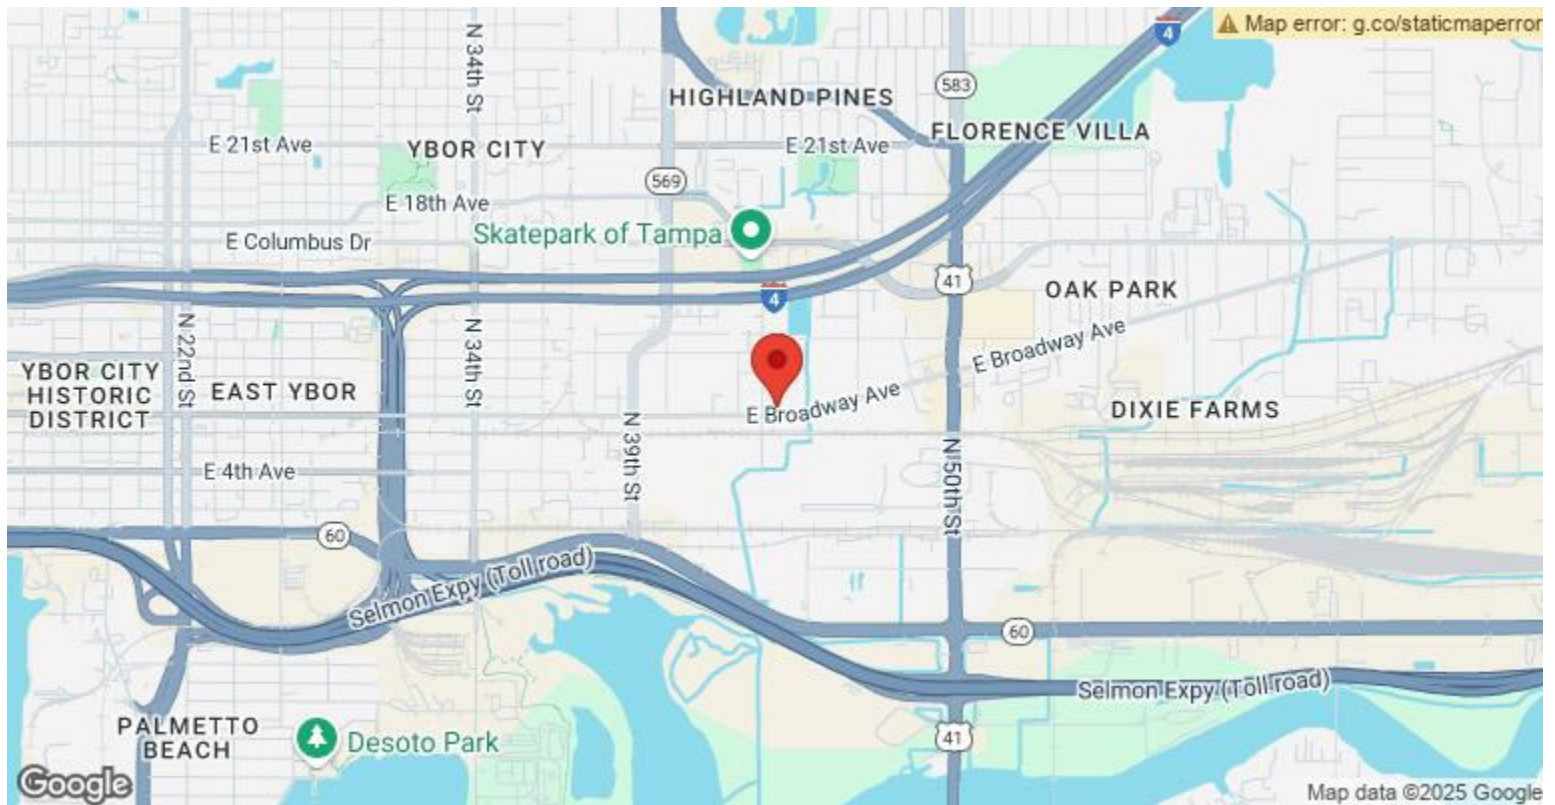 Map error: g.co/staticmaperror
4
N 34th St
583
HIGHLAND PINES
FLORENCE VILLA
E 21st Ave
YBOR CITY
E 21st Ave
569
E 18th Ave
E Columbus Dr
Skatepark of Tampa
41
4
OAK PARK
N 22nd St
N 34th St
E Broadway Ave
YBOR CITY
HISTORIC
DISTRICT
EAST YBOR
E Broadway Ave
DIXIE FARMS
N 39th St
E 4th Ave
N 50th St
60
Selmon Expy (Toll road)
60
Selmon Expy (Toll road)
PALMETTO
BEACH
Desoto Park
41
Google
Map data ©2025 Google